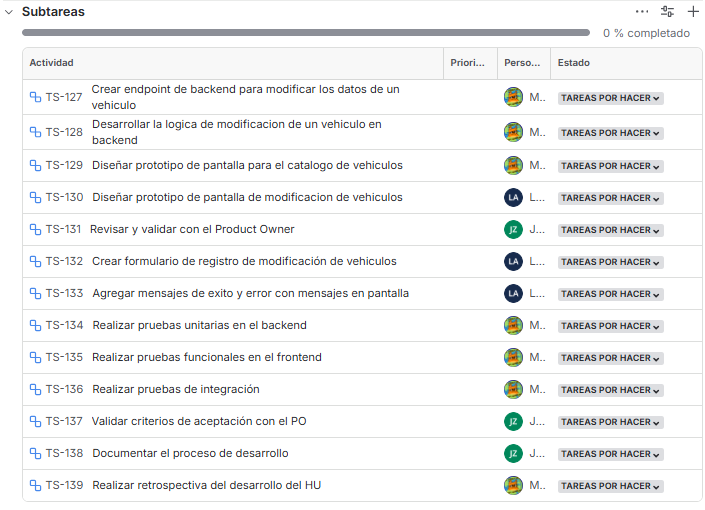 Subtareas
0 % completado
Actividad Priori... Perso... Estado
TS-127 Crear endpoint de backend para modificar los datos de un
vehiculo M.. TAREAS POR HACER
TS-128 Desarrollar la logica de modificacion de un vehiculo en
backend M.. TAREAS POR HACER
TS-129 Diseñar prototipo de pantalla para el catalogo de vehiculos M.. TAREAS POR HACER
TS-130 Diseñar prototipo de pantalla de modificacion de vehiculos LA L... TAREAS POR HACER
TS-131 Revisar y validar con el Product Owner JZ J... TAREAS POR HACER
TS-132 Crear formulario de registro de modificación de vehiculos LA L... TAREAS POR HACER
TS-133 Agregar mensajes de exito y error con mensajes en pantalla LA L... TAREAS POR HACER
TS-134 Realizar pruebas unitarias en el backend M.. TAREAS POR HACER
TS-135 Realizar pruebas funcionales en el frontend M.. TAREAS POR HACER
TS-136 Realizar pruebas de integración M.. TAREAS POR HACER
TS-137 Validar criterios de aceptación con el PO JZ J... TAREAS POR HACER
TS-138 Documentar el proceso de desarrollo JZ J... TAREAS POR HACER
TS-139 Realizar retrospectiva del desarrollo del HU M.. TAREAS POR HACER